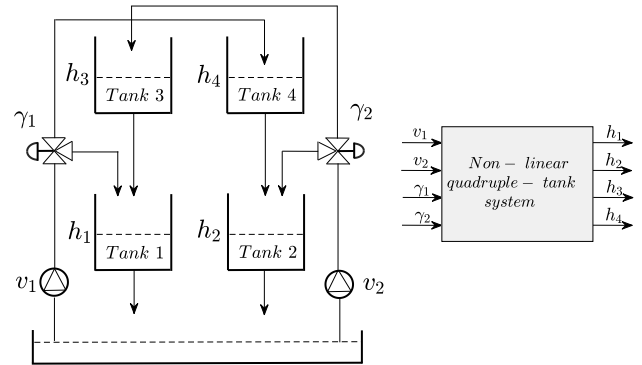 h₃
Tank 3
h₄
Tank 4
γ₁
γ₂
h₁
Tank 1
h₂
Tank 2
v₁
v₂
v₁
v₂
γ₁
γ₂
Non - linear
quadruple - tank
system
h₁
h₂
h₃
h₄